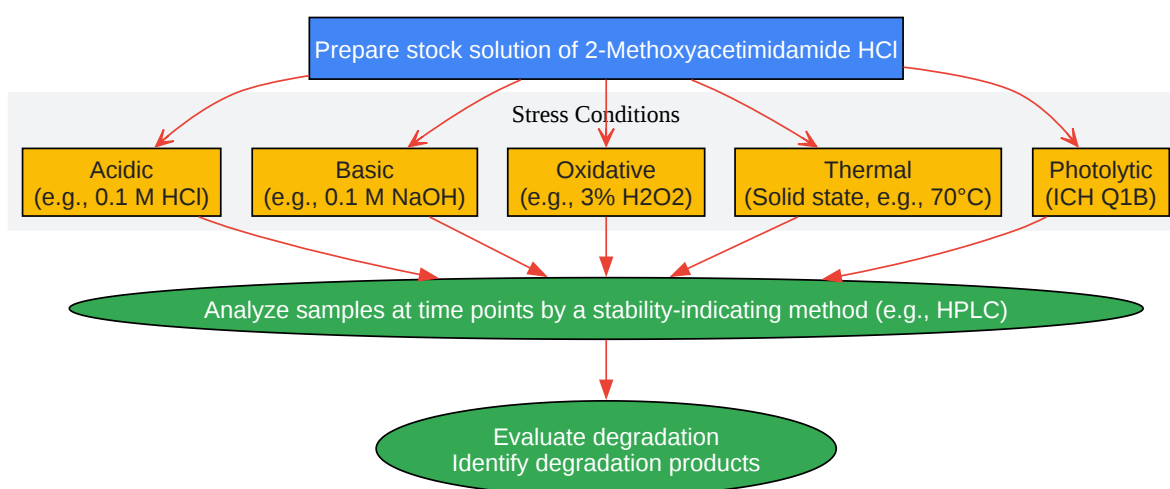 Prepare stock solution of 2-Methoxyacetimidamide HCl
Stress Conditions
Acidic
(e.g., 0.1 M HCl)
Basic
(e.g., 0.1 M NaOH)
Oxidative
(e.g., 3% H2O2)
Thermal
(Solid state, e.g., 70°C)
Photolytic
(ICH Q1B)
Analyze samples at time points by a stability-indicating method (e.g., HPLC)
Evaluate degradation
Identify degradation products